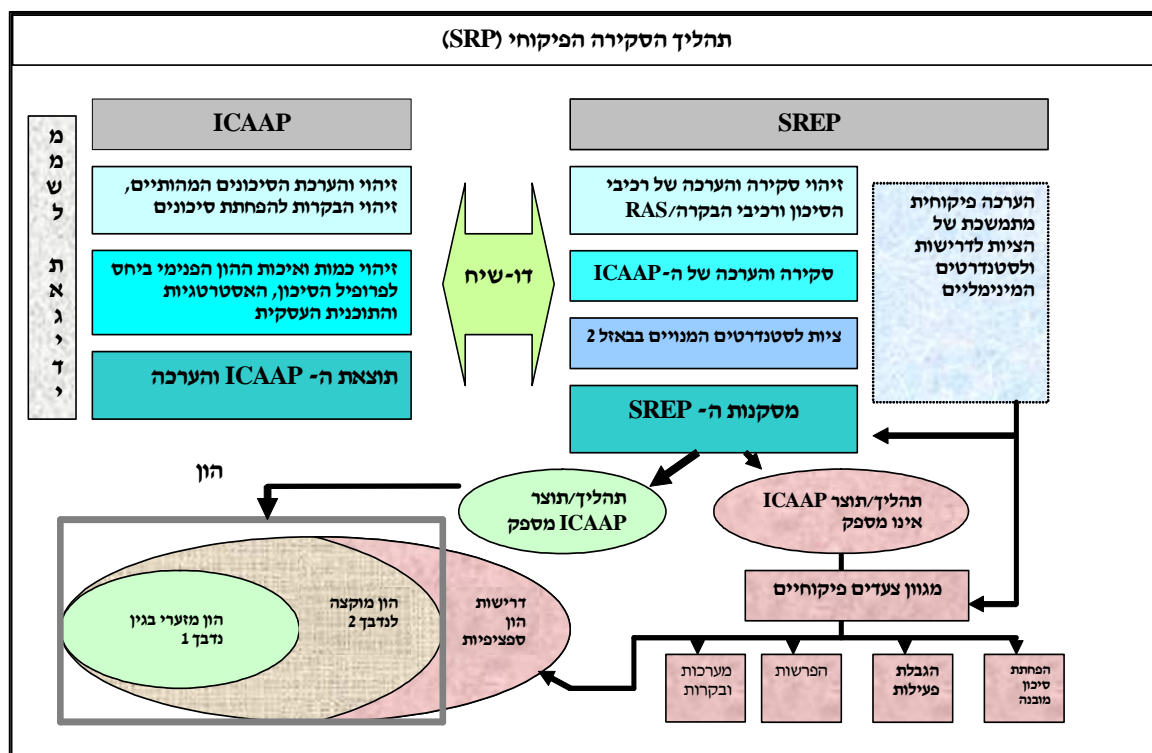 תהליך הסקירה הפיקוחי (SRP)
SREP
ICAAP
ממשל תאגידי
הערכה פיקוחית
מתמשכת של
הציות לדרישות
ולסטנדרטים
המינימליים
זיהוי סקירה והערכה של רכיבי
הסיכון ורכיבי הבקרה/RAS
סקירה והערכה של ה-ICAAP
ציות לסטנדרטים המנויים בבאזל 2
מסקנות ה- SREP
דו-שיח
זיהוי והערכת הסיכונים המהותיים,
זיהוי הבקרות להפחתת סיכונים
זיהוי כמות ואיכות ההון הפנימי ביחס
לפרופיל הסיכון, האסטרטגיות
והתוכנית העסקית
תוצאת ה- ICAAP והערכה
תהליך/תוצר ICAAP
אינו מספק
תהליך/תוצר
ICAAP מספק
הון
מגוון צעדים פיקוחיים
דרישות
הון
ספציפיות
הון מוקצה
לנדבך 2
הון מזערי בגין
נדבך 1
הפחתת
סיכון
מובנה
הגבלת
פעילות
הפרשות
מערכות
ובקרות